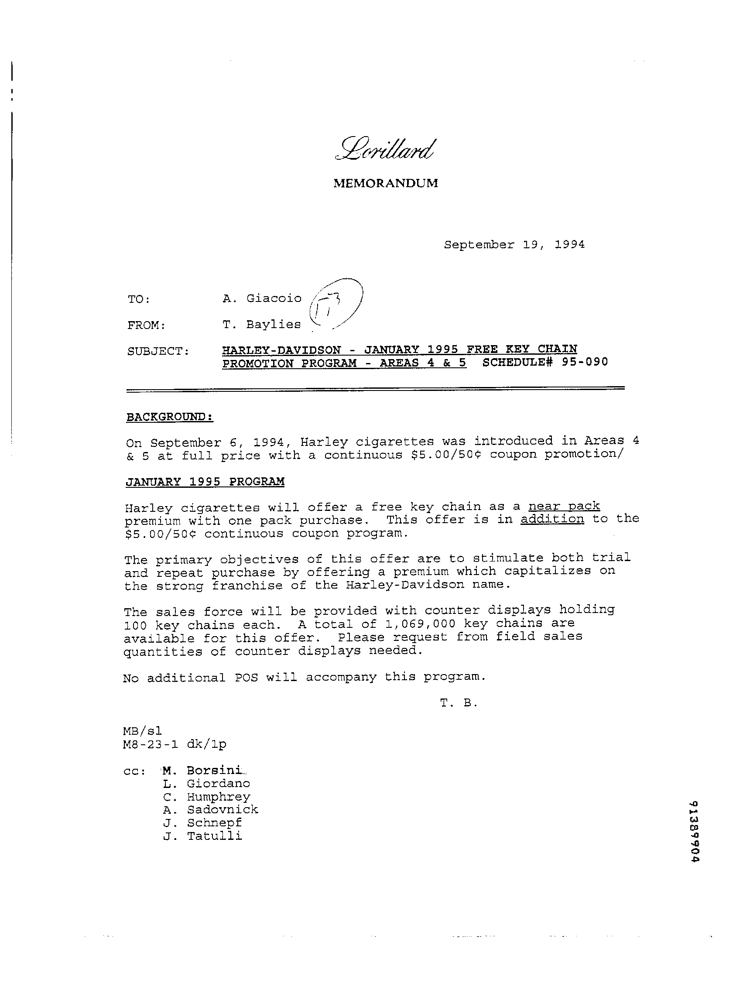 Lorillard
MEMORANDUM
September 19, 1994
TO: A. Giacoio
FROM: T. Baylies
SUBJECT: HARLEY-DAVIDSON - JANUARY 1995 FREE KEY CHAIN
PROMOTION PROGRAM - AREAS 4 & 5 SCHEDULE# 95-090
BACKGROUND:
On September 6, 1994, Harley cigarettes was introduced in Areas 4
& 5 at full price with a continuous $5.00/50¢ coupon promotion/
JANUARY 1995 PROGRAM
Harley cigarettes will offer a free key chain as a near pack
premium with one pack purchase. This offer is in addition to the
$5.00/50¢ continuous coupon program.
The primary objectives of this offer are to stimulate both trial
and repeat purchase by offering a premium which capitalizes on
the strong franchise of the Harley-Davidson name.
The sales force will be provided with counter displays holding
100 key chains each. A total of 1,069,000 key chains are
available for this offer. Please request from field sales
quantities of counter displays needed.
No additional POS will accompany this program.
T. B.
MB/sl
M8-23-1 dk/lp
cc: M. Borsini
L. Giordano
C. Humphrey
A. Sadovnick
J. Schnepf
J. Tatulli
91389904